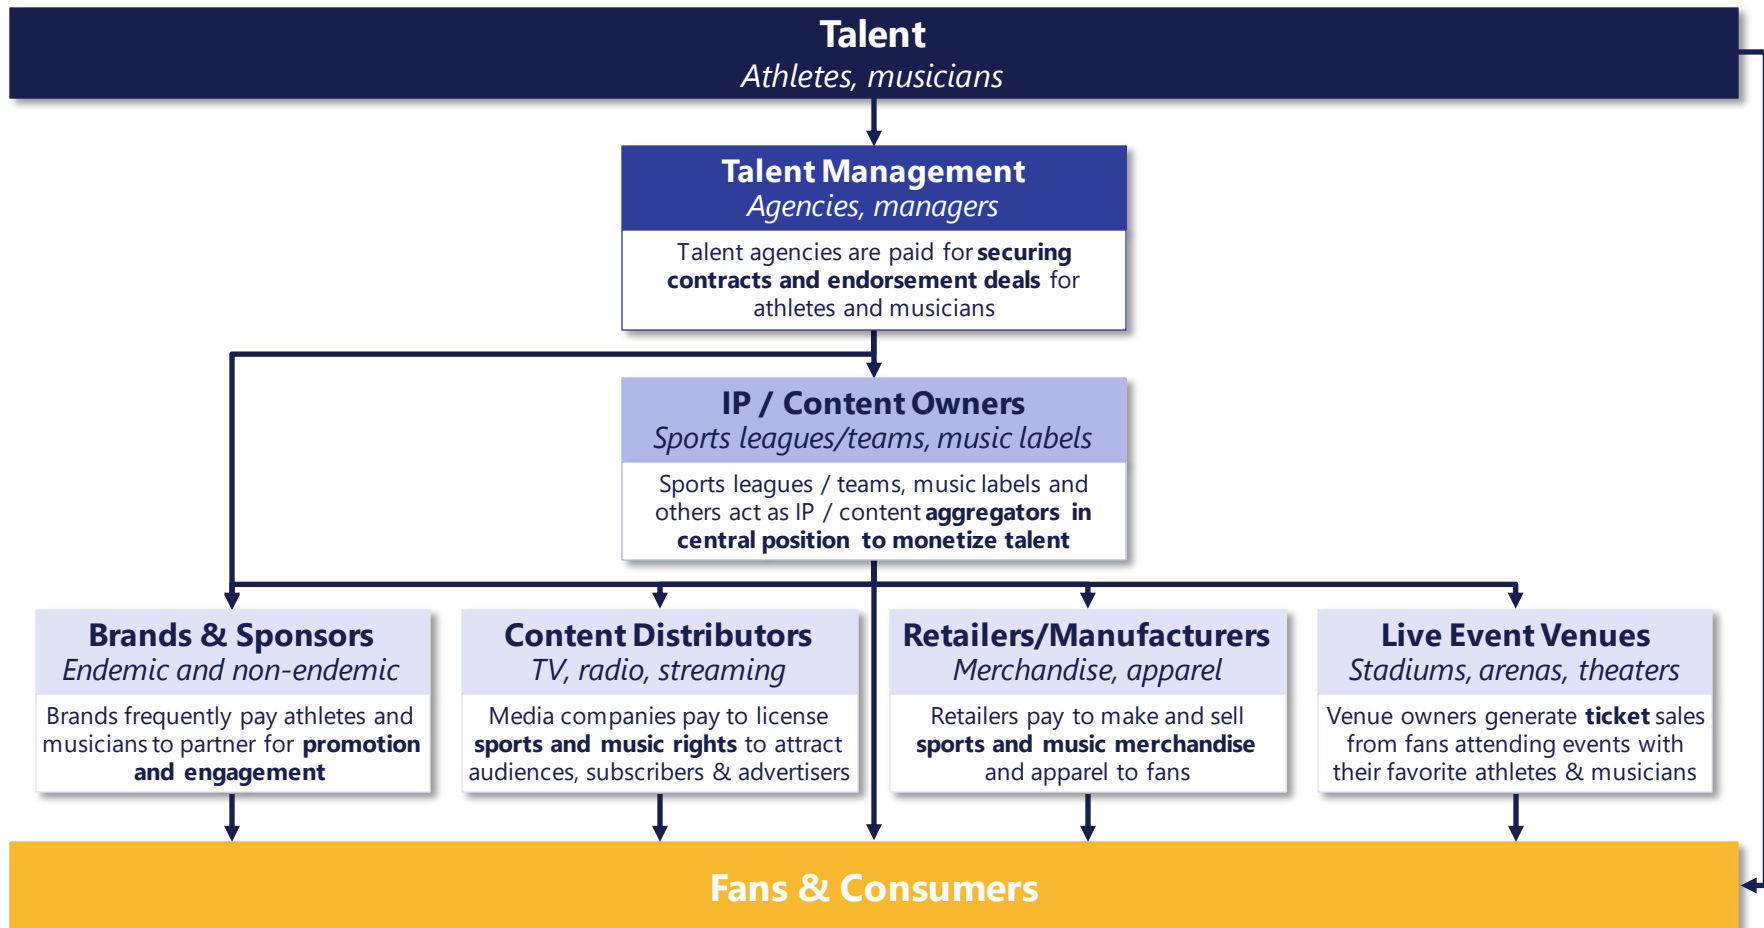 Talent
Athletes, musicians
Talent Management
Agencies, managers
Talent agencies are paid for securing
contracts and endorsement deals for
athletes and musicians
IP / Content Owners
Sports leagues/teams, music labels
Sports leagues / teams, music labels and
others act as IP / content aggregators in
central position to monetize talent
Brands & Sponsors
Endemic and non-endemic
Brands frequently pay athletes and
musicians to partner for promotion
and engagement
Content Distributors
TV, radio, streaming
Media companies pay to license
sports and music rights to attract
audiences, subscribers & advertisers
Retailers/Manufacturers
Merchandise, apparel
Retailers pay to make and sell
sports and music merchandise
and apparel to fans
Live Event Venues
Stadiums, arenas, theaters
Venue owners generate ticket sales
from fans attending events with
their favorite athletes & musicians
Fans & Consumers